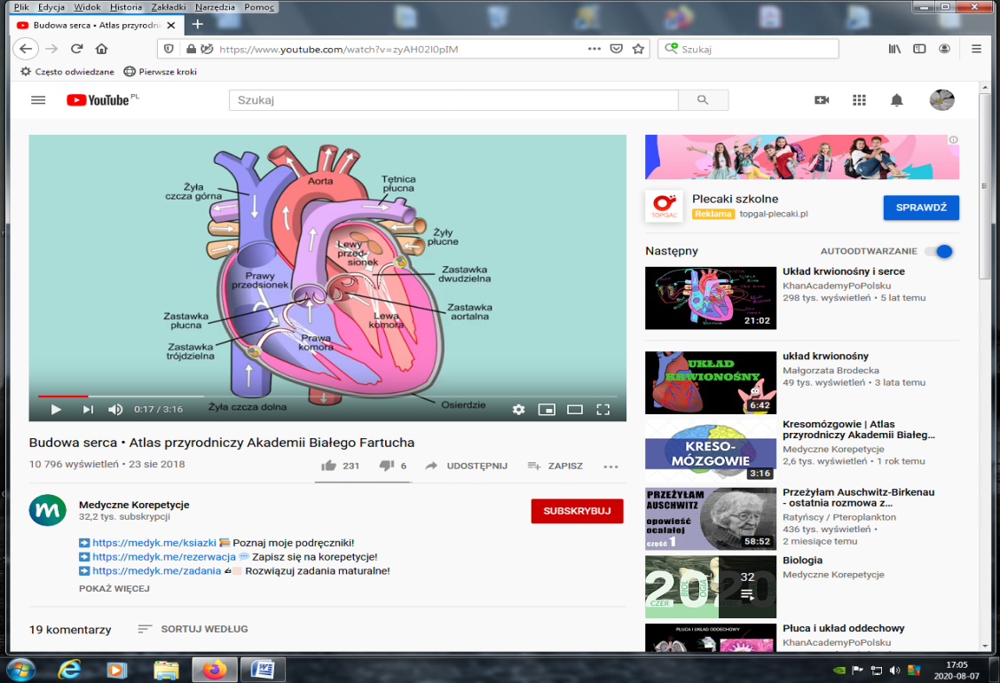 Plik Edycja Widok Historia Zakładki Narzędzia Pomoc
Budowa serca • Atlas przyrodni
https://www.youtube.com/watch?v=zyAH02I0pIM
Szukaj
Często odwiedzane Pierwsze kroki
YouTube PL
Szukaj
Żyła
czcza górna
Aorta
Tętnica
płucna
Żyły
płucne
Lewy
przed-
sionek
Zastawka
dwudzielna
Prawy
przedsionek
Zastawka
aortalna
Zastawka
płucna
Lewa
komora
Zastawka
trójdzielna
Prawa
komora
Żyła czcza dolna
Osierdzie
0:17 / 3:16
Budowa serca • Atlas przyrodniczy Akademii Białego Fartucha
10 796 wyświetleń • 23 sie 2018
231 6 UDOSTĘPNIJ ZAPISZ
m
Medyczne Korepetycje
32,2 tys. subskrypcji
SUBSKRYBUJ
https://medyk.me/ksiazki Poznaj moje podręczniki!
https://medyk.me/rezerwacja Zapisz się na korepetycje!
https://medyk.me/zadania Rozwiązuj zadania maturalne!
POKAŻ WIĘCEJ
19 komentarzy SORTUJ WEDŁUG
TOPGAL
Plecaki szkolne
Reklama topgal-plecaki.pl
SPRAWDŹ
Następny AUTOODTWARZANIE
21:02
Układ krwionośny i serce
KhanAcademyPoPolsku
298 tys. wyświetleń • 5 lat temu
UKŁAD
KRWIONOŚNY
6:42
układ krwionośny
Małgorzata Brodecka
49 tys. wyświetleń • 3 lata temu
KRESO-
MÓZGOWIE
3:16
Kresomózgowie | Atlas
przyrodniczy Akademii Białeg...
Medyczne Korepetycje
2,6 tys. wyświetleń • 1 rok temu
PRZEŻYŁAM
AUSCHWITZ
opowieść
ocalałej
część 1
58:52
Przeżyłam Auschwitz-Birkenau
- ostatnia rozmowa z...
Ratyńscy / Pteroplankton
436 tys. wyświetleń •
2 miesiące temu
CZER
BIOLOGIA
32
Biologia
Medyczne Korepetycje
PŁUCA I UKŁAD ODDECHOWY
Płuca i układ oddechowy
KhanAcademyPoPolsku
17:05
2020-08-07